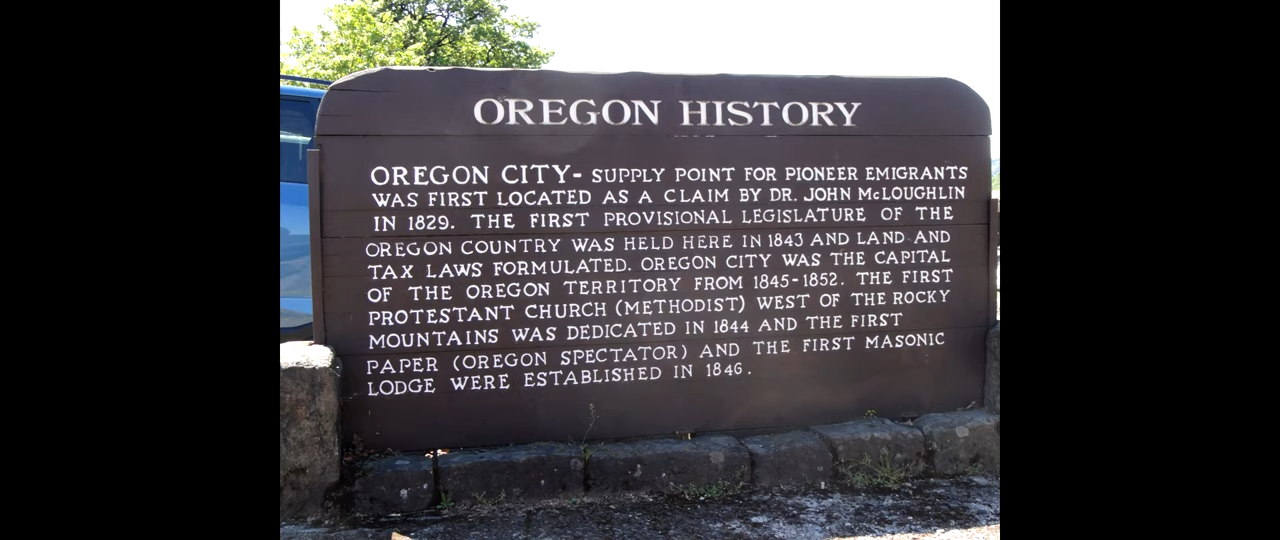 OREGON HISTORY
OREGON CITY- SUPPLY POINT FOR PIONEER EMIGRANTS
WAS FIRST LOCATED AS A CLAIM BY DR. JOHN McLOUGHLIN
IN 1829. THE FIRST PROVISIONAL LEGISLATURE OF THE
OREGON COUNTRY WAS HELD HERE IN 1843 AND LAND AND
TAX LAWS FORMULATED. OREGON CITY WAS THE CAPITAL
OF THE OREGON TERRITORY FROM 1845-1852. THE FIRST
PROTESTANT CHURCH (METHODIST) WEST OF THE ROCKY
MOUNTAINS WAS DEDICATED IN 1844 AND THE FIRST
PAPER (OREGON SPECTATOR) AND THE FIRST MASONIC
LODGE WERE ESTABLISHED IN 1846.